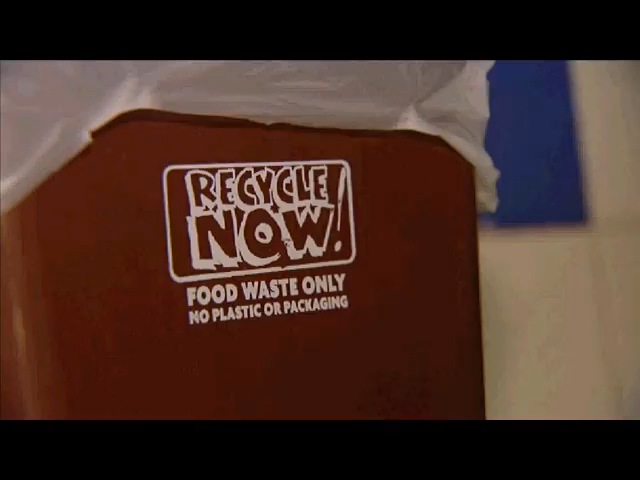 RECYCLE
NOW!
FOOD WASTE ONLY
NO PLASTIC OR PACKAGING